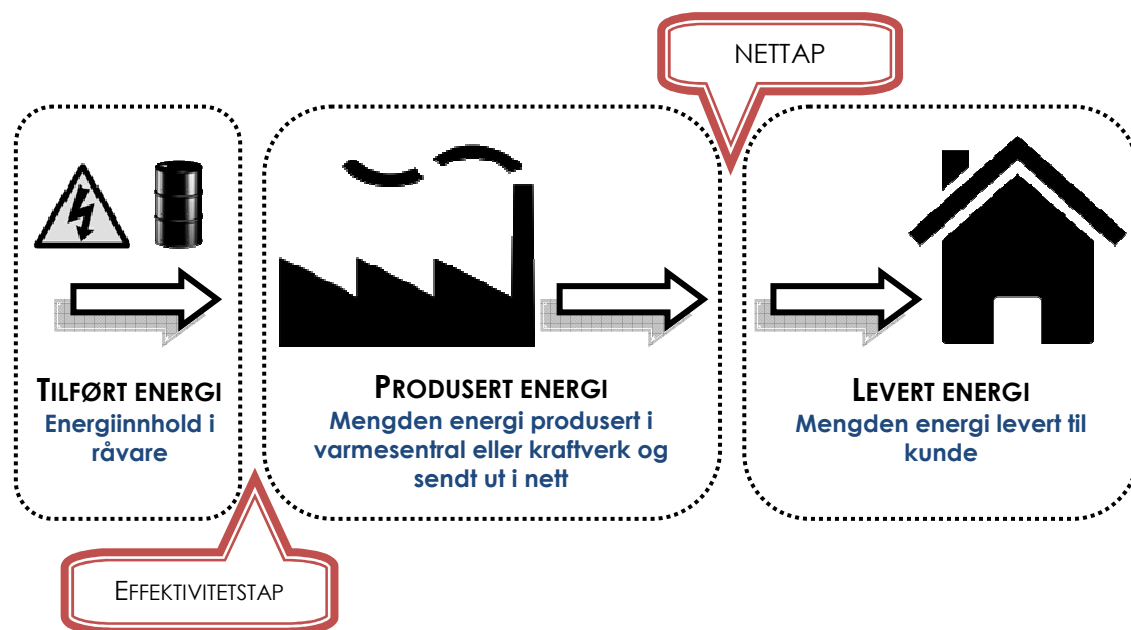 NETTAP
TILFØRT ENERGI
Energiinnhold i
råvare
PRODUSERT ENERGI
Mengden energi produsert i
varmesentral eller kraftverk og
sendt ut i nett
LEVERT ENERGI
Mengden energi levert til
kunde
EFFEKTIVITETSTAP